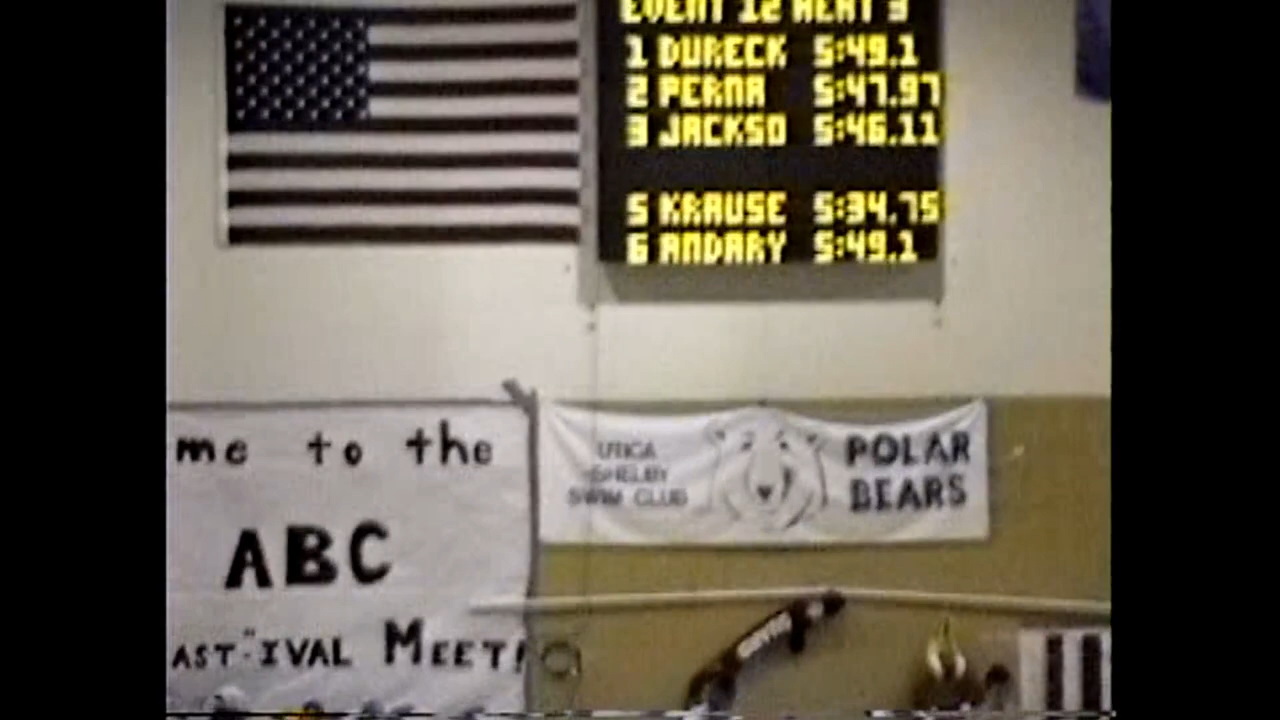 EVENT 12 HEAT 3
1 DURECK 5:49.1
2 PERNA 5:47.97
3 JACKSO 5:46.11
5 KRAUSE 5:34.75
6 ANDARY 5:49.1
me to the
ABC
AST"IVAL MEET!
UTICA
SHELBY
SWIM CLUB
POLAR
BEARS